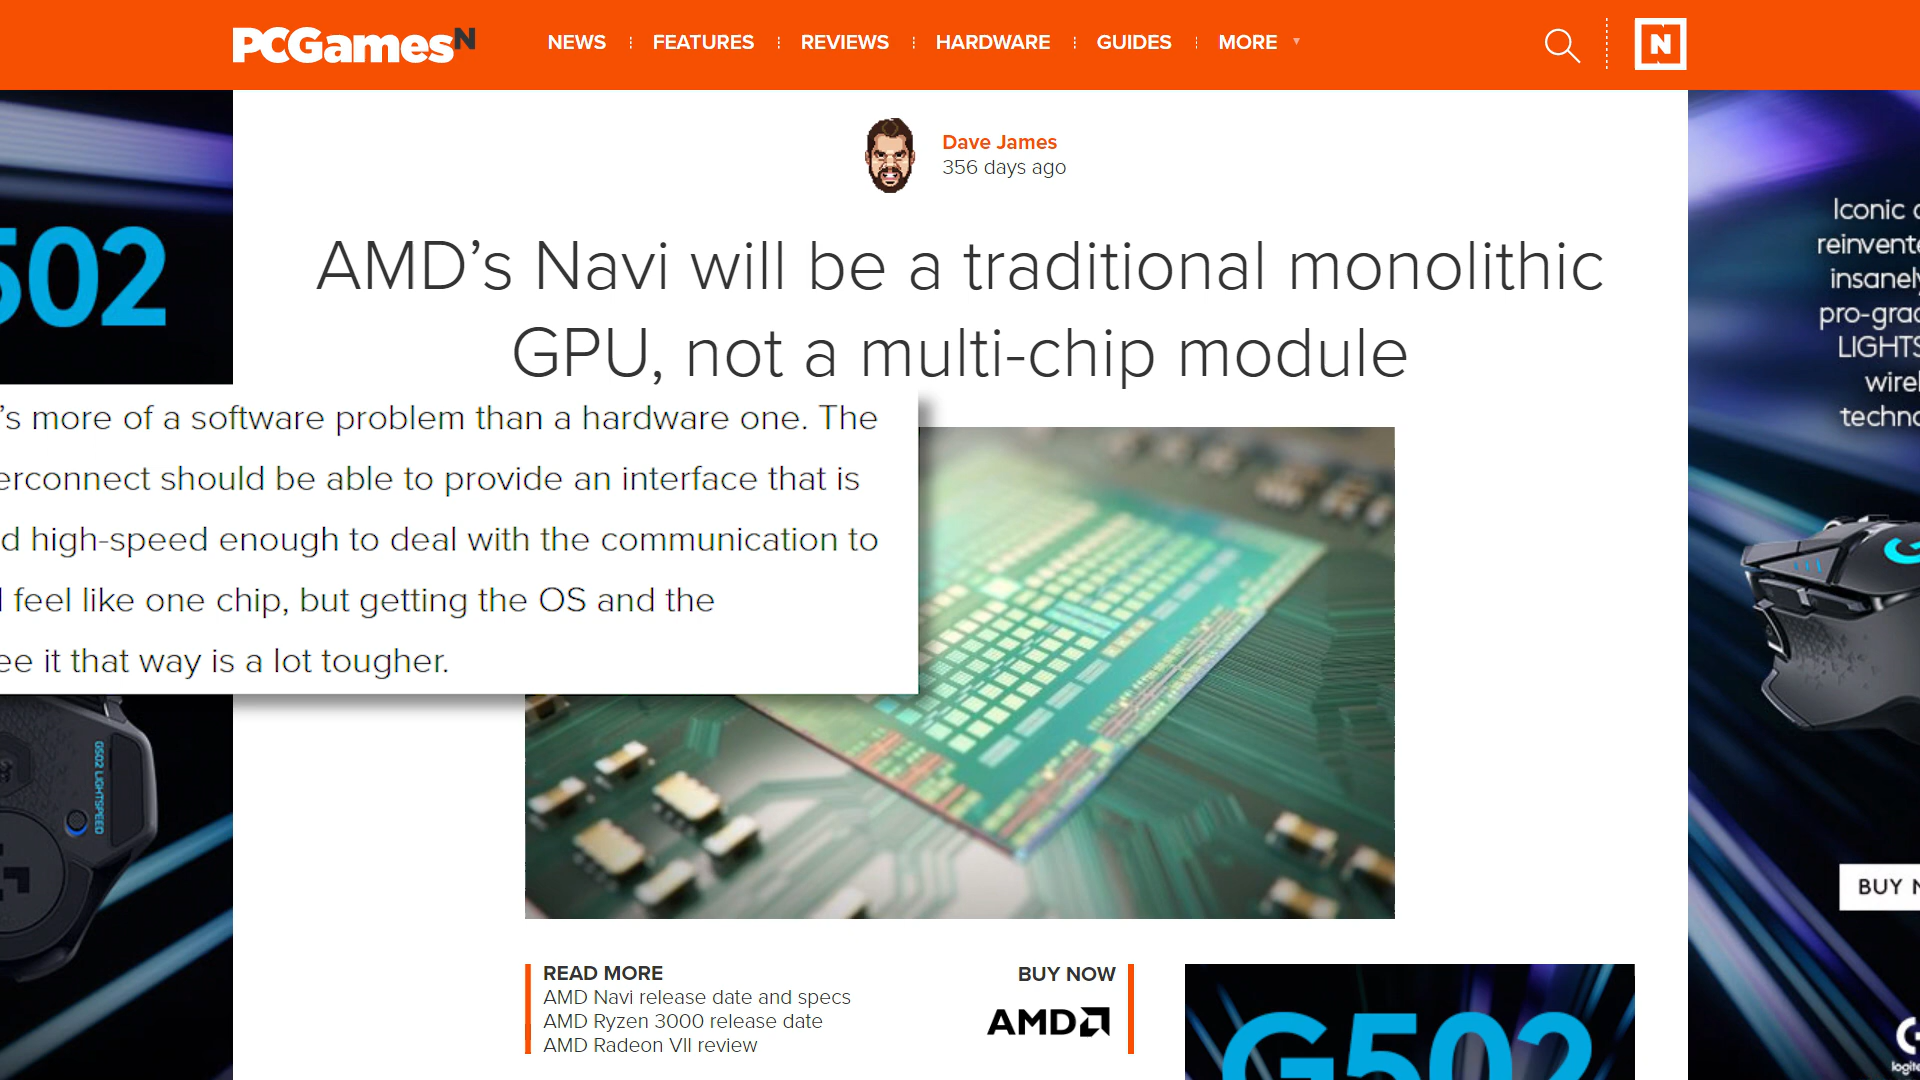 PCGamesN
NEWS
FEATURES
REVIEWS
HARDWARE
GUIDES
MORE
N
Dave James
356 days ago
AMD's Navi will be a traditional monolithic
GPU, not a multi-chip module
502
's more of a software problem than a hardware one. The
erconnect should be able to provide an interface that is
d high-speed enough to deal with the communication to
feel like one chip, but getting the OS and the
ee it that way is a lot tougher.
Iconic
reinvente
insanely
pro-grad
LIGHTS
wirel
techno
G502 LIGHTSPEED
BUY N
READ MORE
AMD Navi release date and specs
AMD Ryzen 3000 release date
AMD Radeon VII review
BUY NOW
AMD
G502
logite